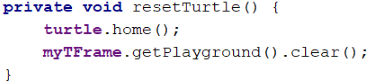 private void resetTurtle() {
    turtle.home();
    myTFrame.getPlayground().clear();
}